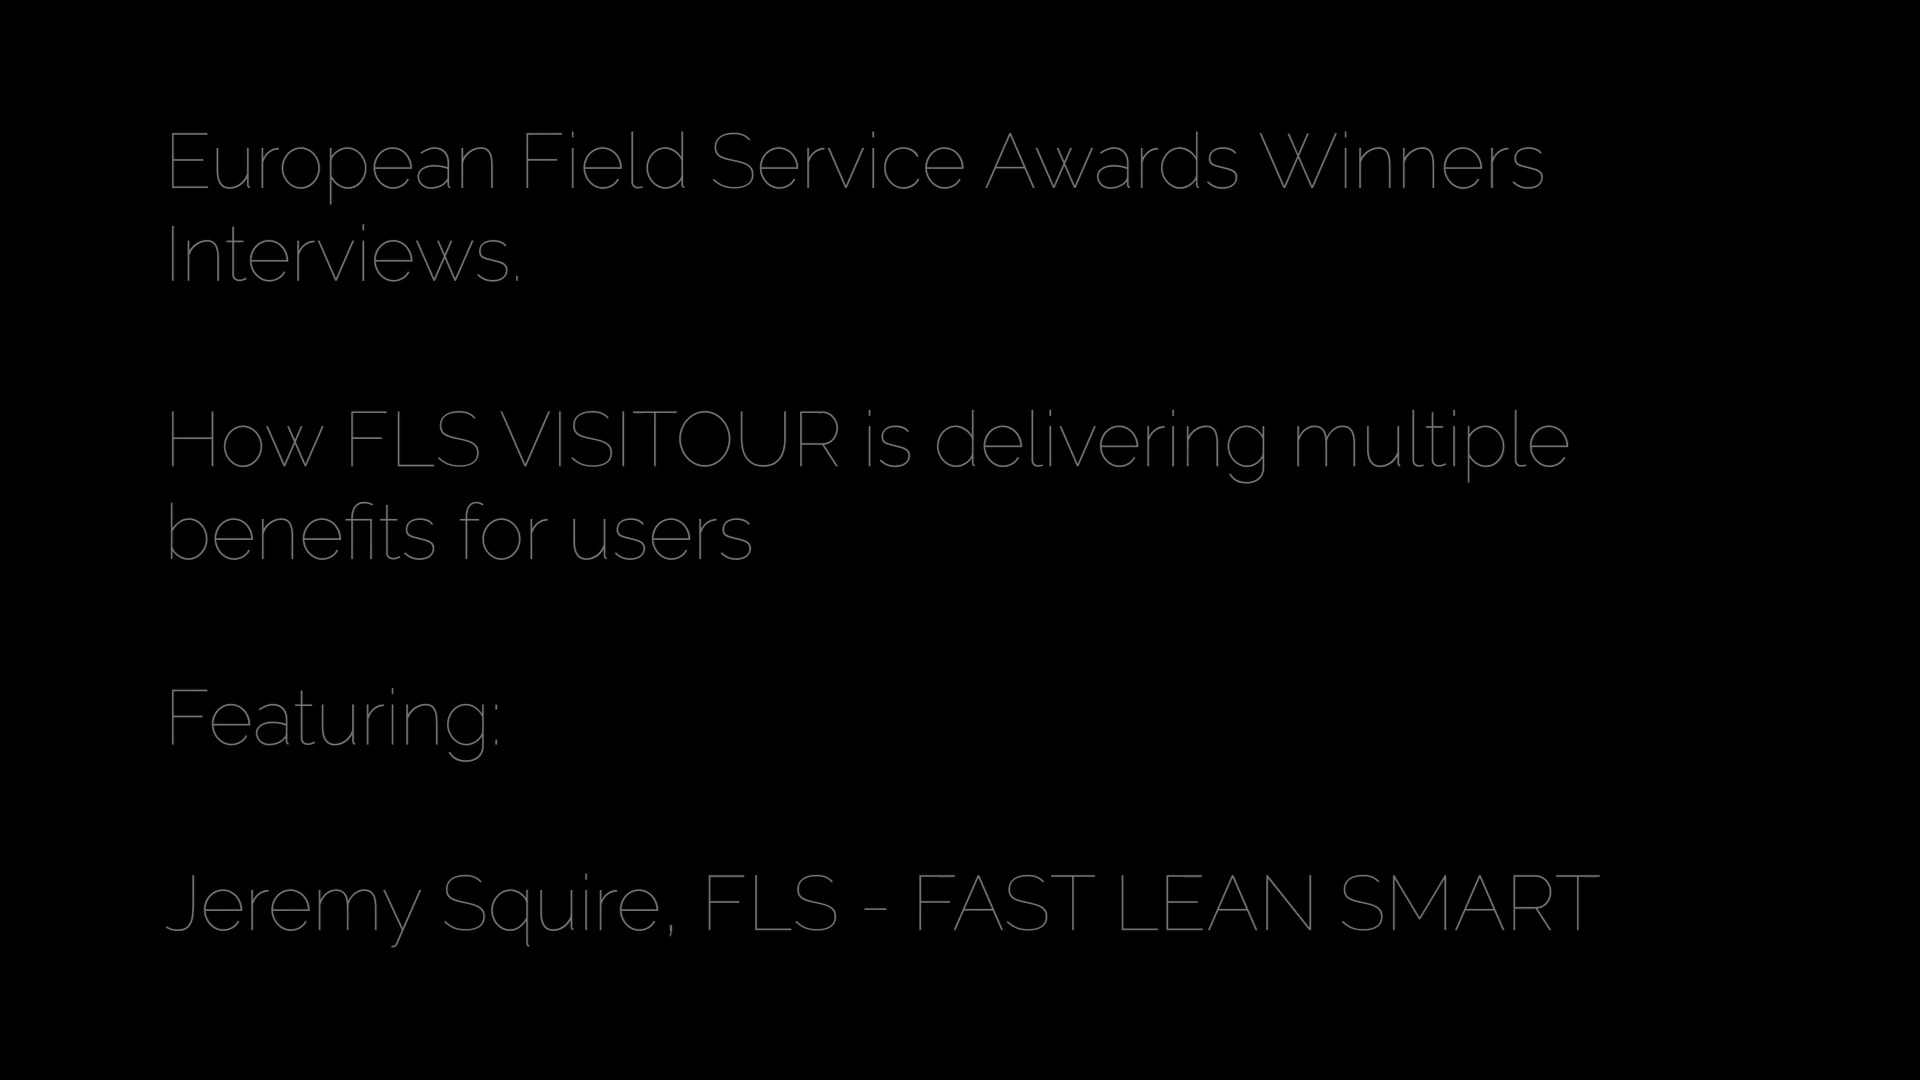 European Field Service Awards Winners
Interviews.
How FLS VISITOUR is delivering multiple
benefits for users
Featuring:
Jeremy Squire, FLS - FAST LEAN SMART